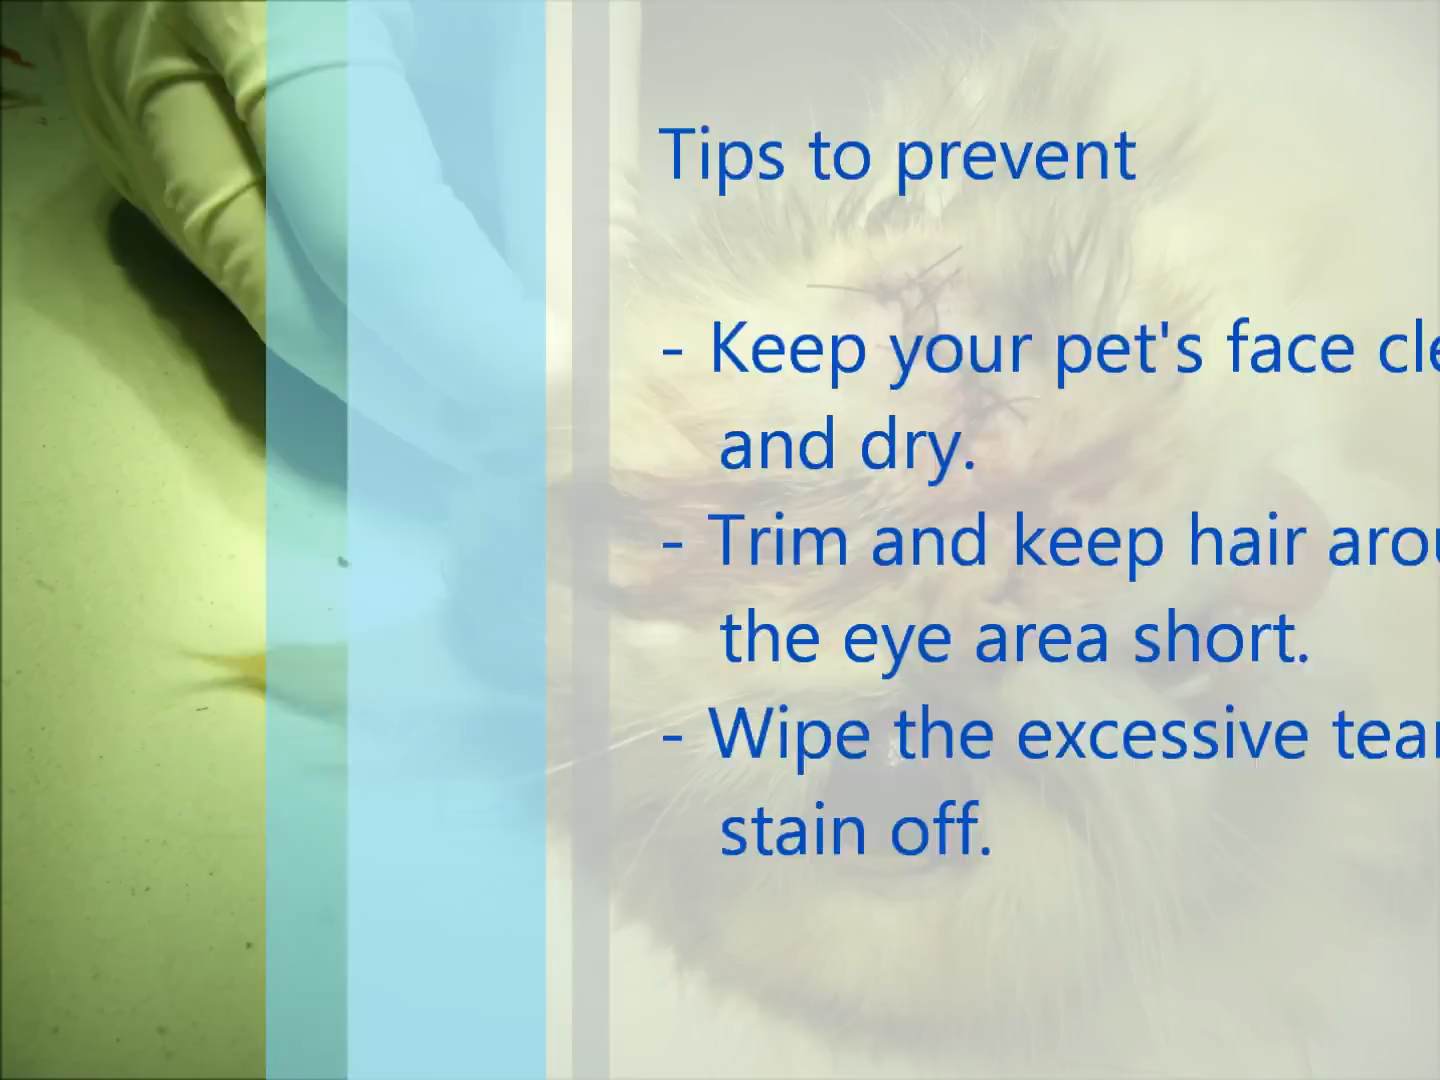 Tips to prevent
- Keep your pet's face cle
and dry.
- Trim and keep hair arou
the eye area short.
- Wipe the excessive tear
stain off.